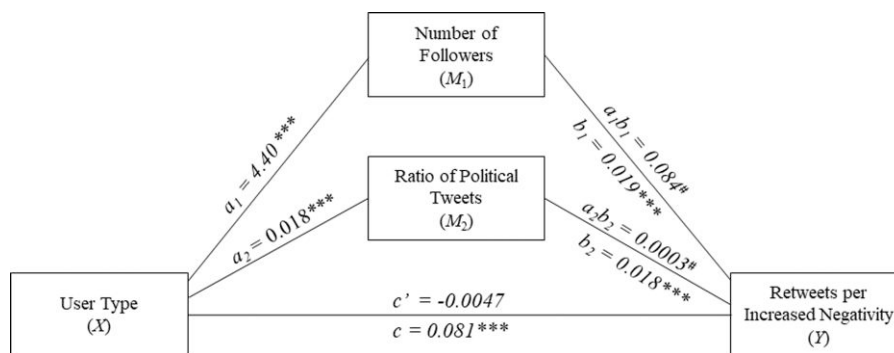 Number of
Followers
(M₁)
a₁ = 4.40***
a₁b₁ = 0.084#
b₁ = 0.019***
Ratio of Political
Tweets
(M₂)
a₂ = 0.018***
a₂b₂ = 0.0003#
b₂ = 0.018***
User Type
(X)
c’ = -0.0047
c = 0.081***
Retweets per
Increased Negativity
(Y)